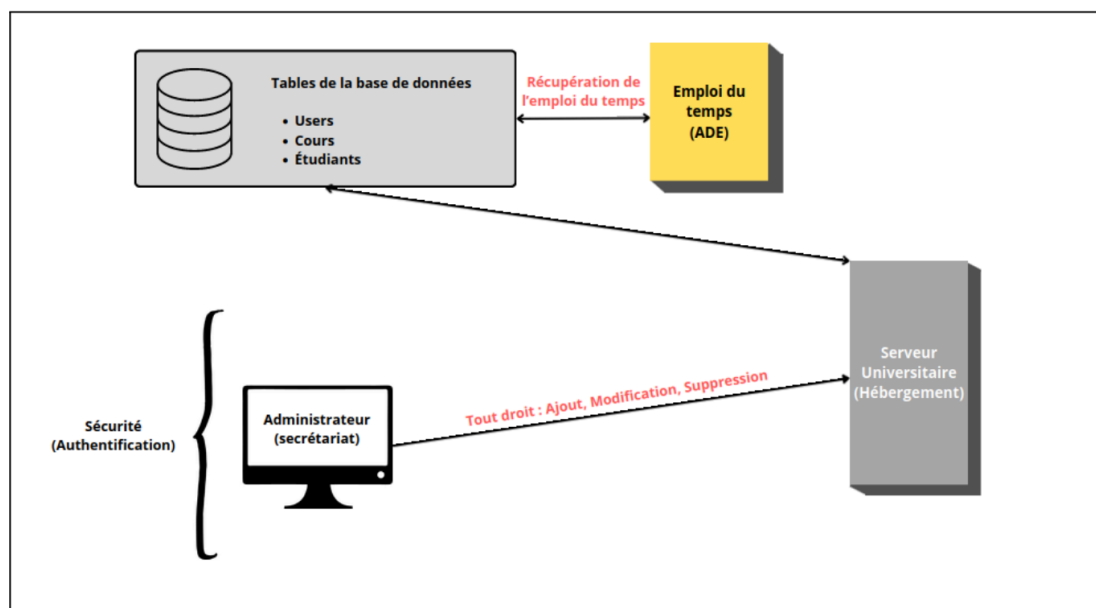 Tables de la base de données
• Users
• Cours
• Étudiants
Récupération de
l'emploi du temps
Emploi du
temps
(ADE)
Serveur
Universitaire
(Hébergement)
Tout droit : Ajout, Modification, Suppression
Administrateur
(secrétariat)
Sécurité
(Authentification)